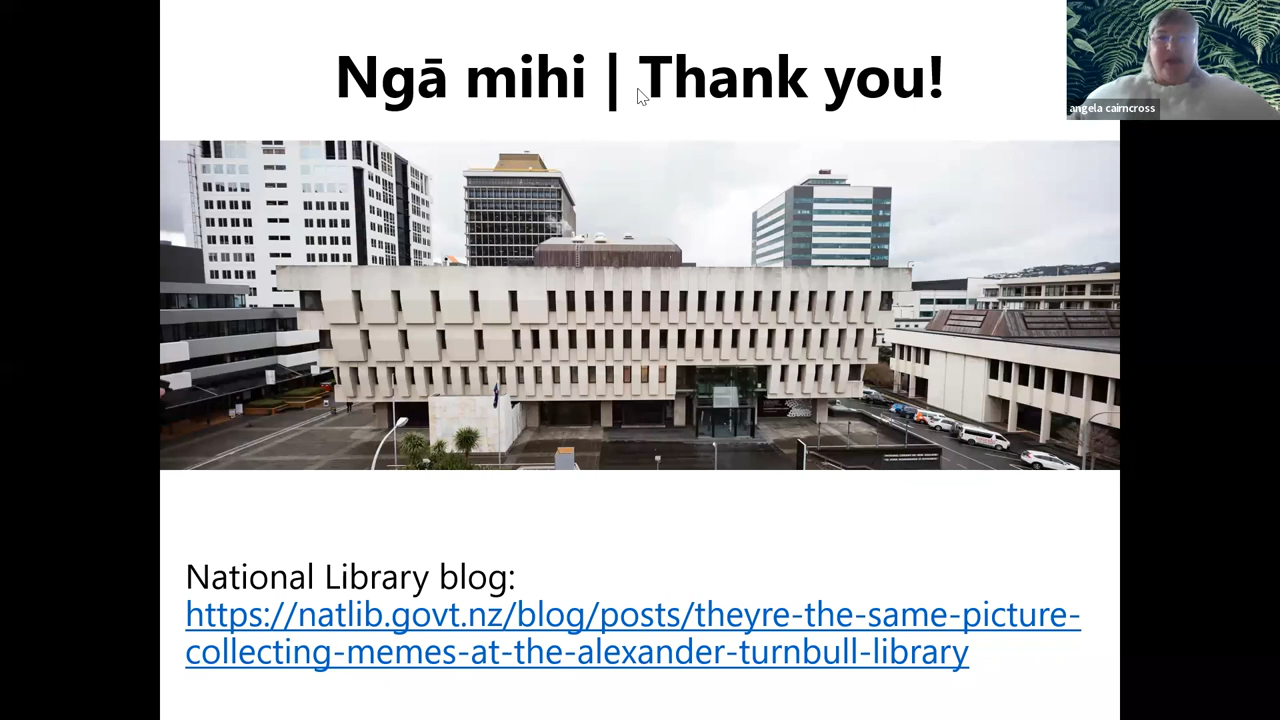 Ngā mihi | Thank you!
angela cairncross
National Library blog:
https://natlib.govt.nz/blog/posts/theyre-the-same-picture-
collecting-memes-at-the-alexander-turnbull-library